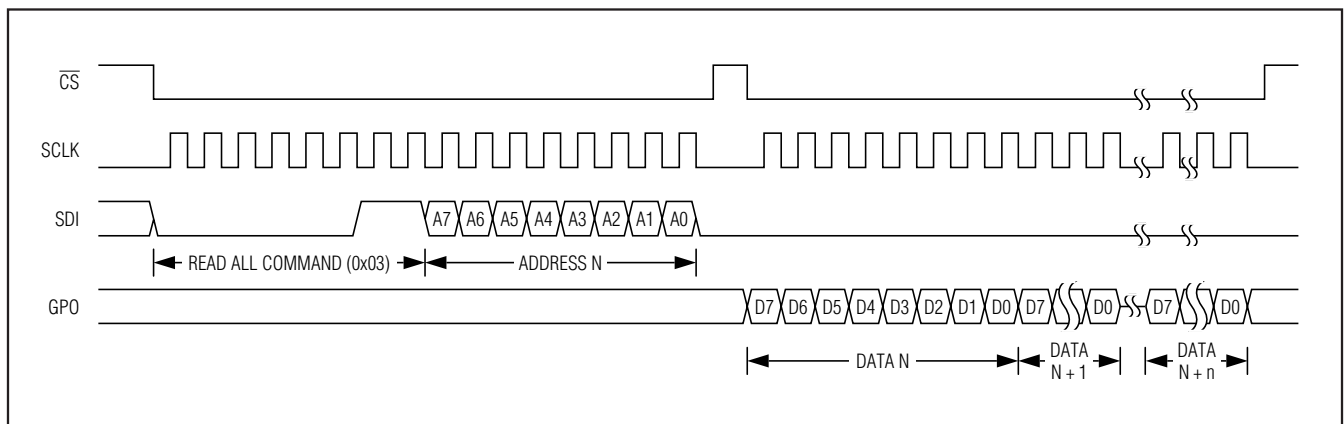 CS
SCLK
SDI A7 A6 A5 A4 A3 A2 A1 A0
READ ALL COMMAND (0x03) ADDRESS N
GPO D7 D6 D5 D4 D3 D2 D1 D0 D7 D0 D7 D0
DATA N DATA N + 1 DATA N + n